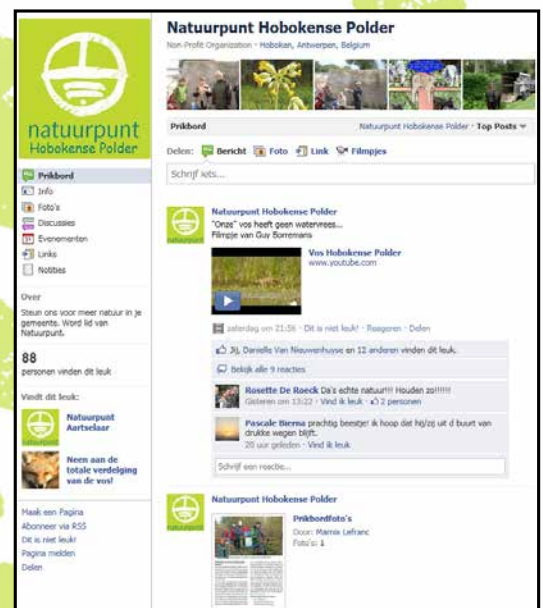 natuurpunt
Hobokense Polder
Prikbord
Info
Foto's
Discussies
Evenementen
Links
Notities
Over
Steun ons voor meer natuur in je
gemeente. Word lid van
Natuurpunt.
88
personen vinden dit leuk
Vindt dit leuk:
Natuurpunt
Aartselaar
Neen aan de
totale verdelging
van de vos!
Maak een Pagina
Abonneer via RSS
Dit is niet leuk!
Pagina melden
Delen
Natuurpunt Hobokense Polder
Non-Profit Organization · Hoboken, Antwerpen, Belgium
Prikbord Natuurpunt Hobokense Polder · Top Posts
Delen: Bericht Foto Link Filmpjes
Schrijf iets...
Natuurpunt Hobokense Polder
"Onze" vos heeft geen watervrees...
Filmpje van Guy Borremans
Vos Hobokense Polder
www.youtube.com
zaterdag om 21:56 · Dit is niet leuk! · Reageren · Delen
Jij, Danielle Van Nieuwenhuyse en 12 anderen vinden dit leuk.
Bekijk alle 9 reacties
Rosette De Roeck Da's echte natuur!!! Houden zo!!!!!!
Gisteren om 13:22 · Vind ik leuk · 2 personen
Pascale Bierna prachtig beestje! ik hoop dat hij/zij uit d buurt van
drukke wegen blijft.
20 uur geleden · Vind ik leuk
Schrijf een reactie...
Natuurpunt Hobokense Polder
natuurpunt
Prikbordfoto's
Door: Marnix Lefranc
Foto's: 1